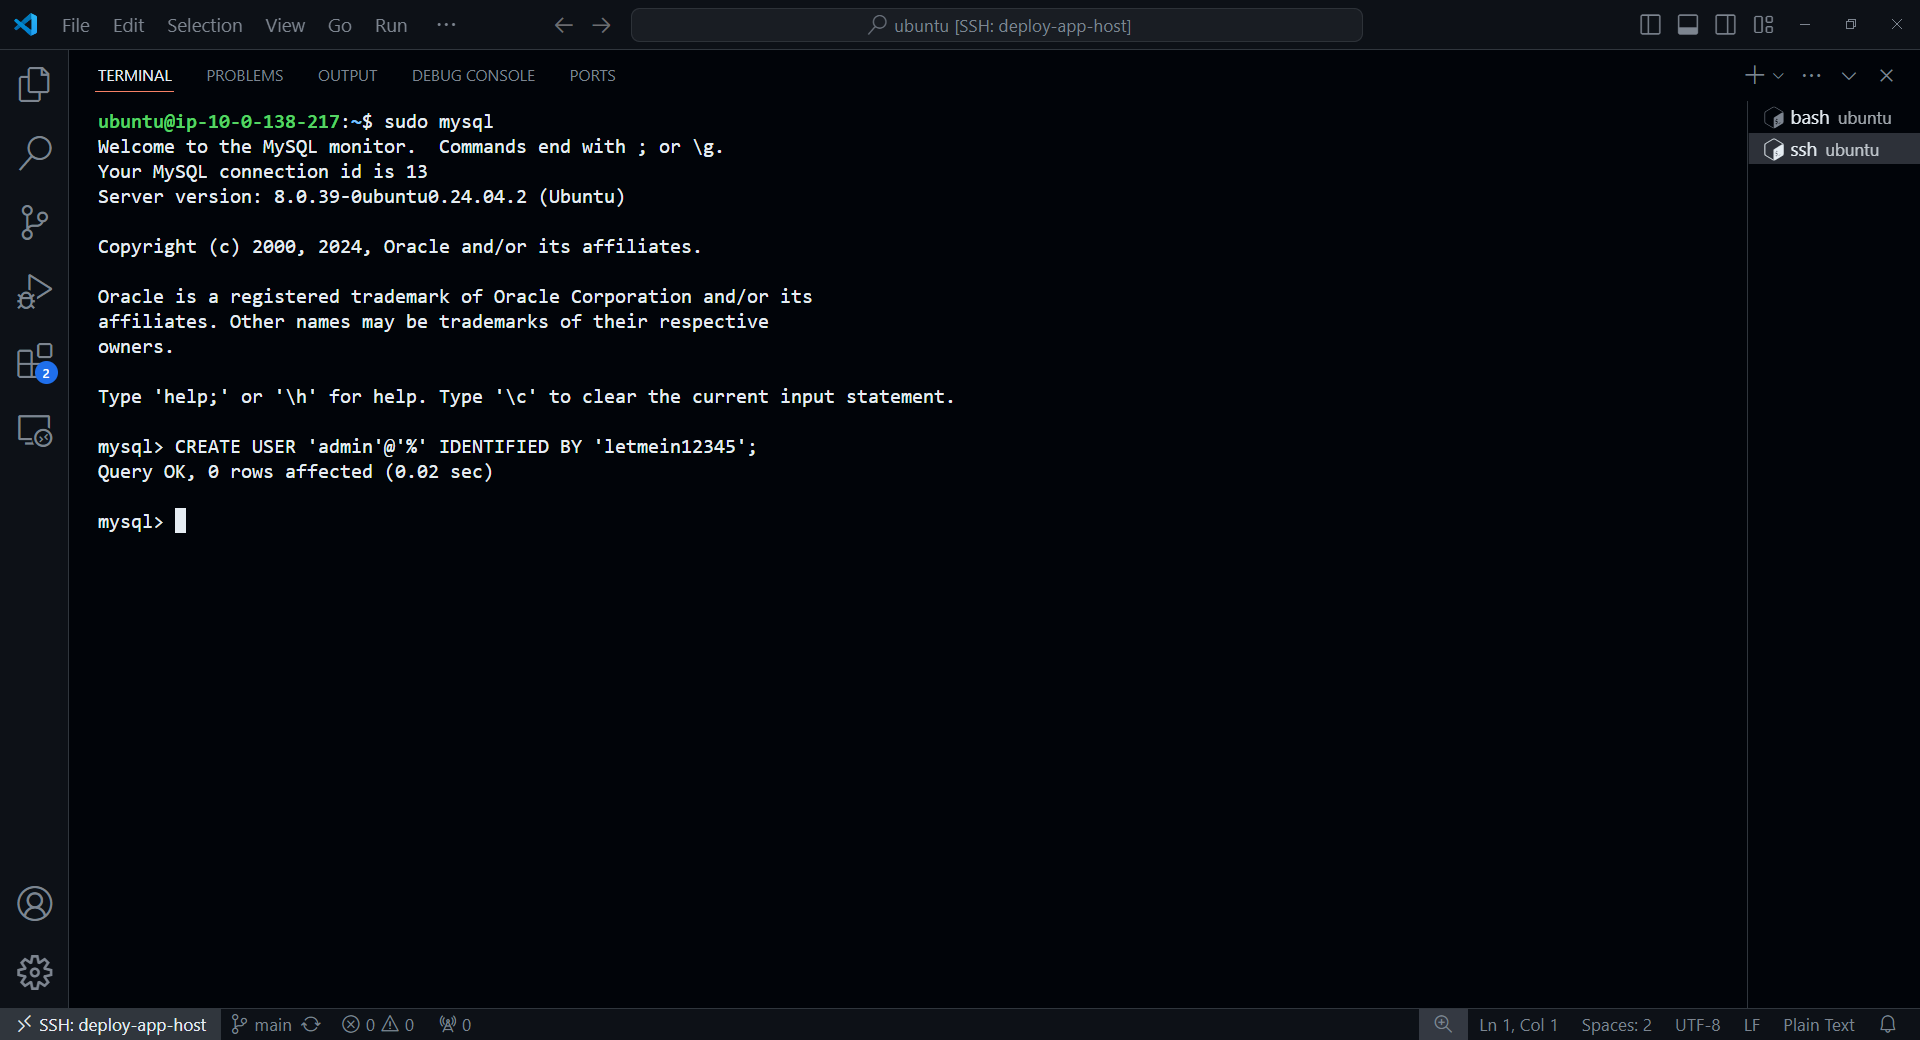 File Edit Selection View Go Run ···
ubuntu [SSH: deploy-app-host]
TERMINAL PROBLEMS OUTPUT DEBUG CONSOLE PORTS
ubuntu@ip-10-0-138-217:~$ sudo mysql
Welcome to the MySQL monitor.  Commands end with ; or \g.
Your MySQL connection id is 13
Server version: 8.0.39-0ubuntu0.24.04.2 (Ubuntu)
Copyright (c) 2000, 2024, Oracle and/or its affiliates.
Oracle is a registered trademark of Oracle Corporation and/or its
affiliates. Other names may be trademarks of their respective
owners.
Type 'help;' or '\h' for help. Type '\c' to clear the current input statement.
mysql> CREATE USER 'admin'@'%' IDENTIFIED BY 'letmein12345';
Query OK, 0 rows affected (0.02 sec)
mysql>
bash ubuntu
ssh ubuntu
2
SSH: deploy-app-host main 0 0 0 Ln 1, Col 1 Spaces: 2 UTF-8 LF Plain Text